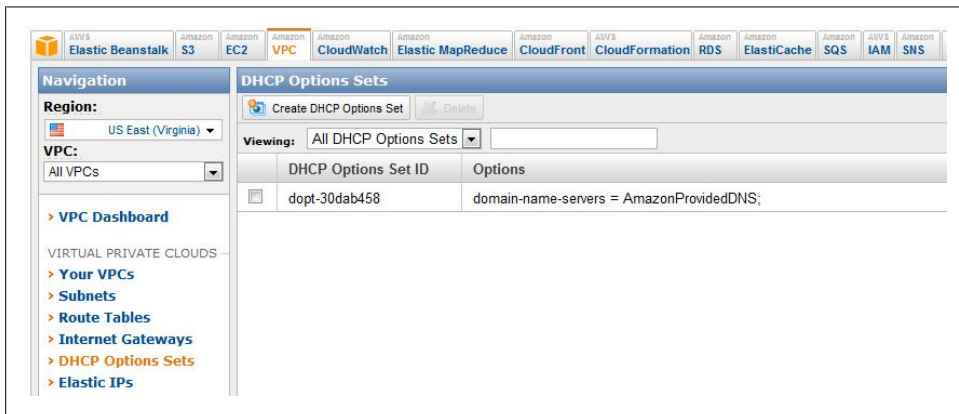 AWS Elastic Beanstalk
Amazon S3
Amazon EC2
Amazon VPC
Amazon CloudWatch
Amazon Elastic MapReduce
Amazon CloudFront
AWS CloudFormation
Amazon RDS
Amazon ElastiCache
Amazon SQS
AWS IAM
Amazon SNS
Navigation
Region:
US East (Virginia)
VPC:
All VPCs
> VPC Dashboard
VIRTUAL PRIVATE CLOUDS
> Your VPCs
> Subnets
> Route Tables
> Internet Gateways
> DHCP Options Sets
> Elastic IPs
DHCP Options Sets
Create DHCP Options Set Delete
Viewing: All DHCP Options Sets
DHCP Options Set ID Options
dopt-30dab458 domain-name-servers = AmazonProvidedDNS;